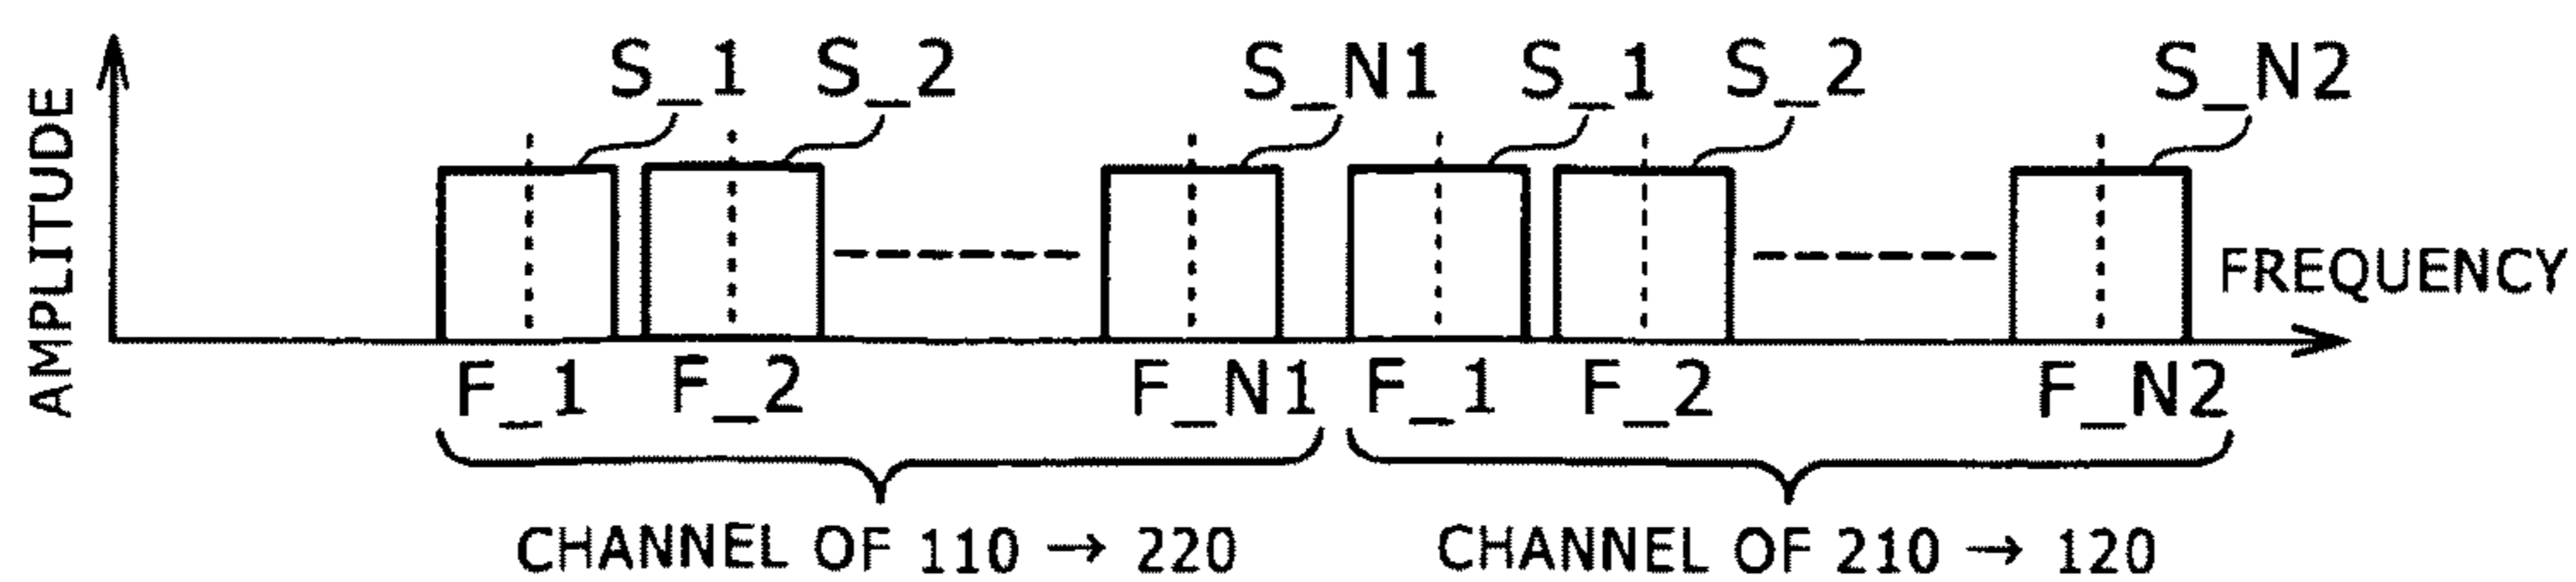 AMPLITUDE
S_1 S_2 S_N1 S_1 S_2 S_N2
FREQUENCY
F_1 F_2 F_N1 F_1 F_2 F_N2
CHANNEL OF 110 → 220 CHANNEL OF 210 → 120